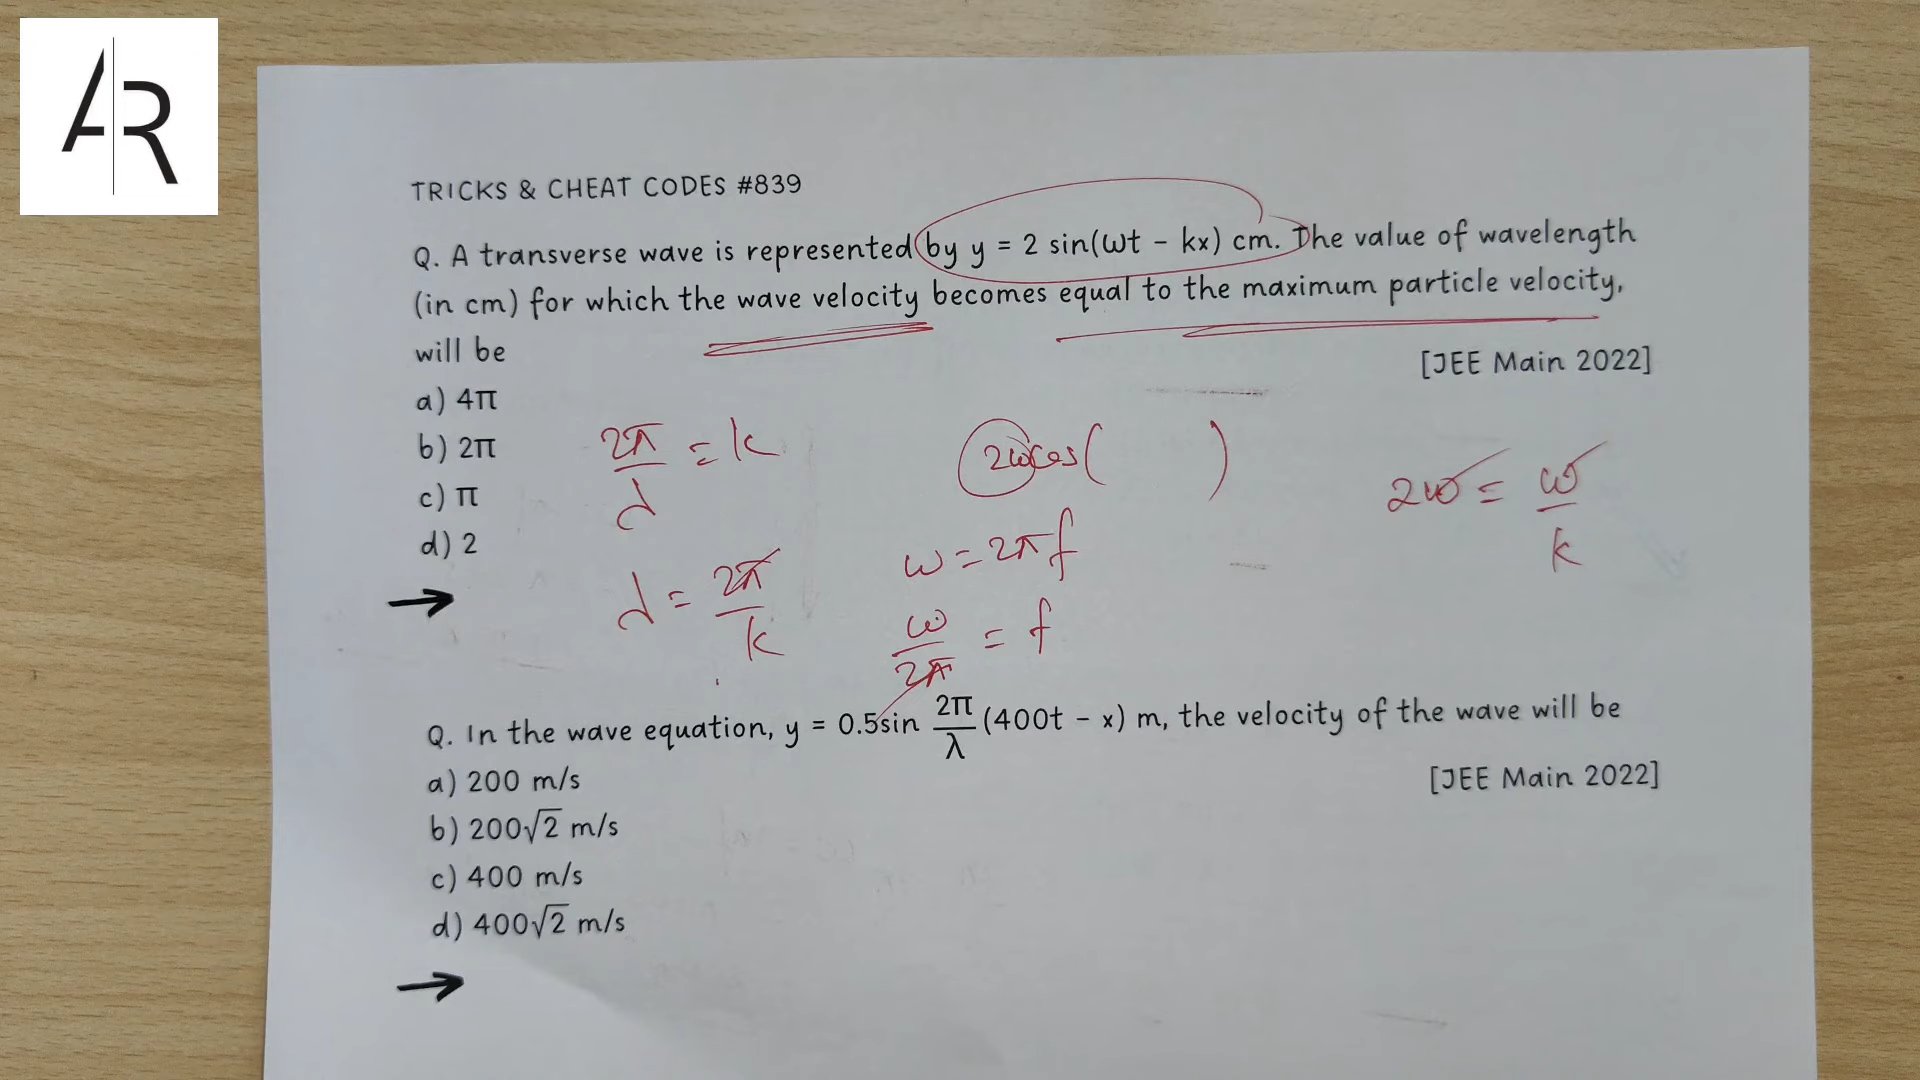 AR
TRICKS & CHEAT CODES #839
Q. A transverse wave is represented by y = 2 sin(ωt - kx) cm. The value of wavelength
(in cm) for which the wave velocity becomes equal to the maximum particle velocity,
will be
[JEE Main 2022]
a) 4π
b) 2π
c) π
d) 2
2π/λ = k
λ = 2π/k
2ωcos( )
ω = 2πf
ω/2π = f
2ω = ω/k
→
Q. In the wave equation, y = 0.5sin 2π/λ (400t - x) m, the velocity of the wave will be
[JEE Main 2022]
a) 200 m/s
b) 200√2 m/s
c) 400 m/s
d) 400√2 m/s
→